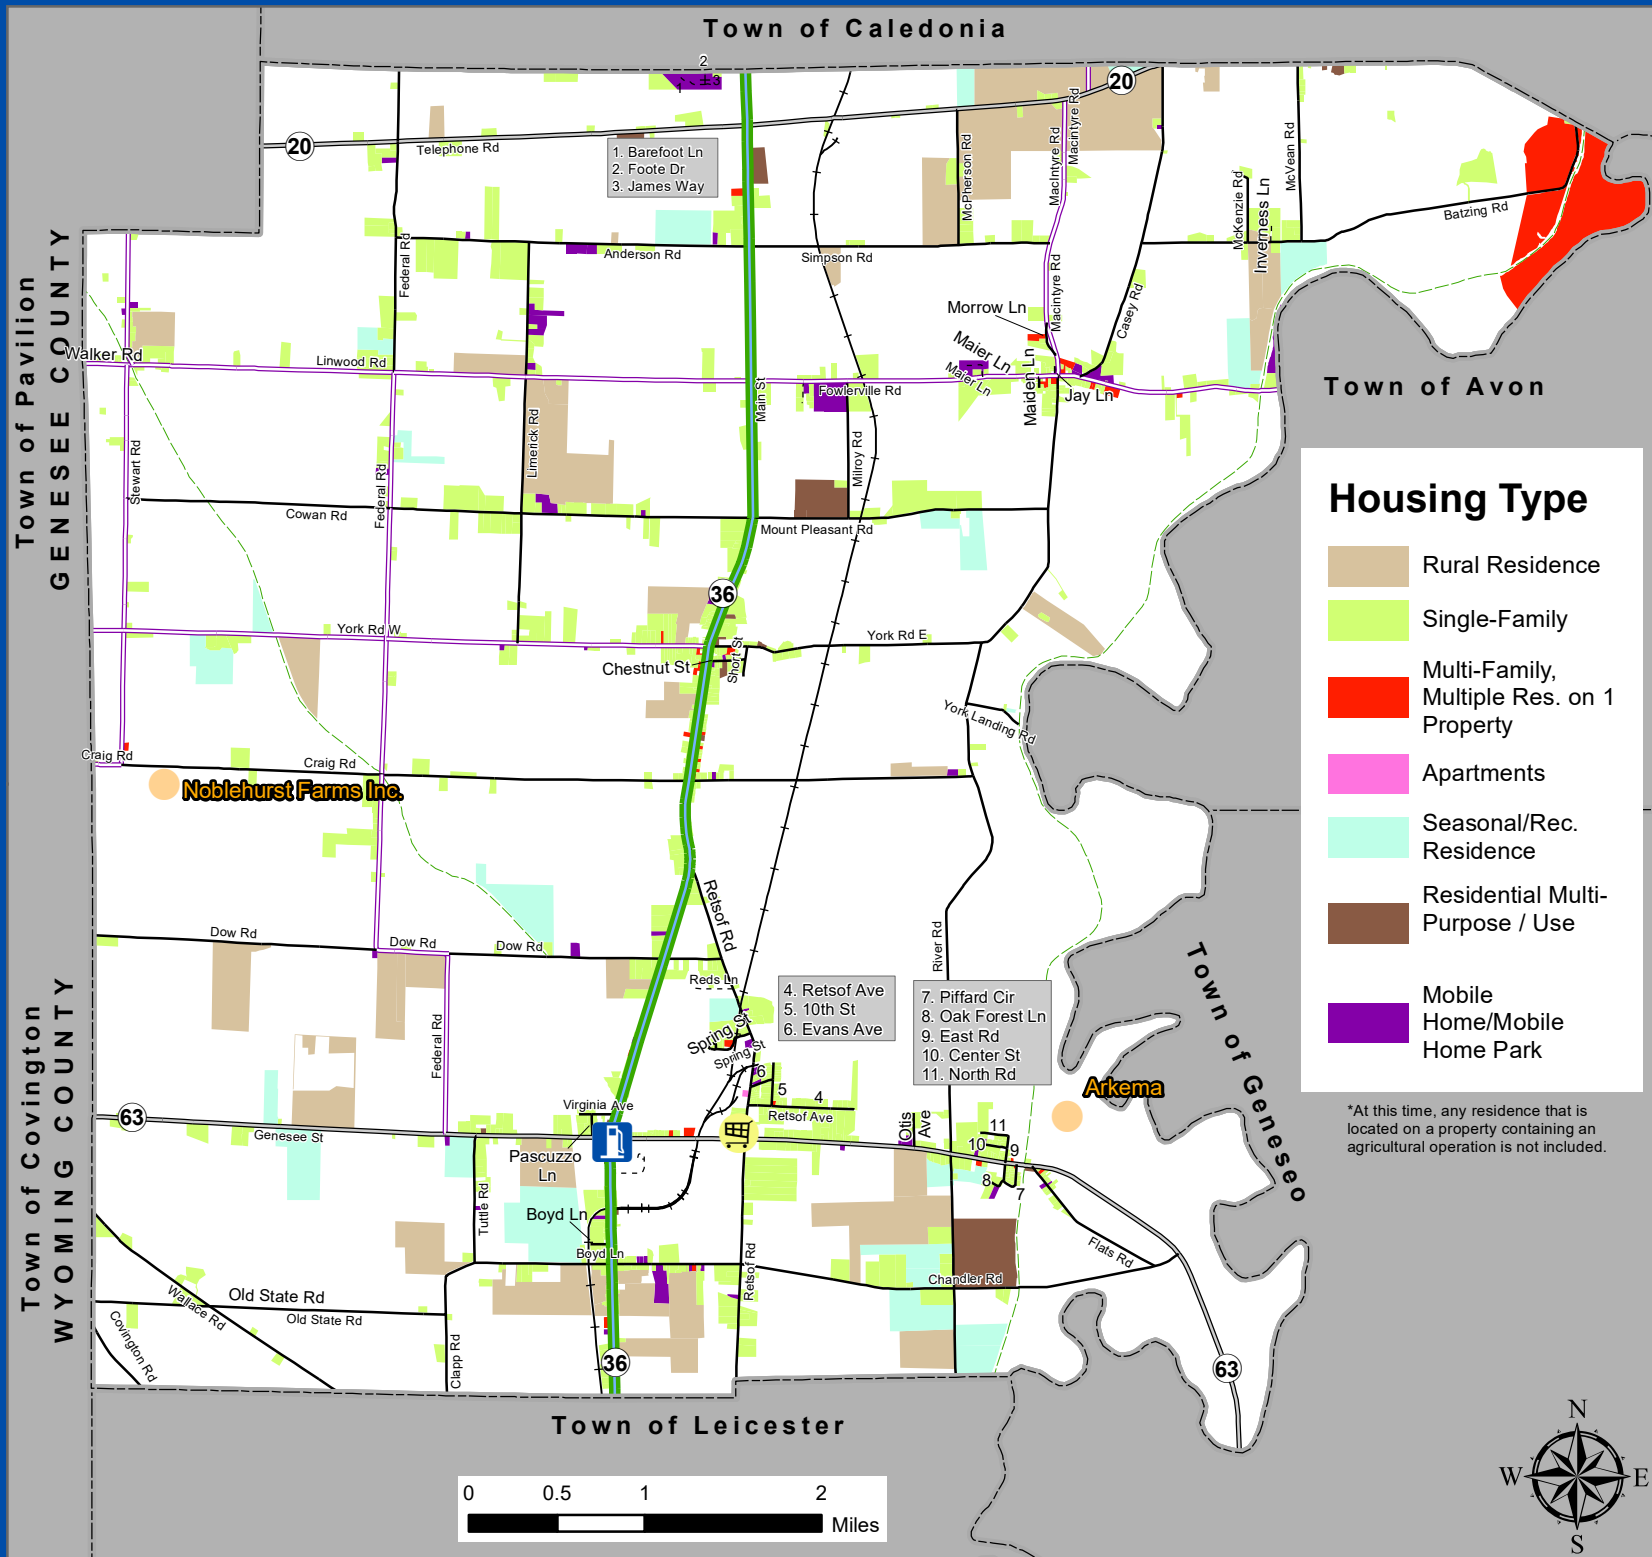 Town of Caledonia
2
3
1
20
20
Telephone Rd
1. Barefoot Ln
2. Foote Dr
3. James Way
McPherson Rd
MacIntyre Rd
Macintyre Rd
McKenzie Rd
Inverness Ln
McVean Rd
Batzing Rd
Federal Rd
Anderson Rd
Simpson Rd
Macintyre Rd
Casey Rd
Town of Pavilion
GENESEE COUNTY
Morrow Ln
Walker Rd
Linwood Rd
Maier Ln
Maier Ln
Maiden Ln
Jay Ln
Fowlerville Rd
Main St
Town of Avon
Stewart Rd
Federal Rd
Limerick Rd
Milroy Rd
Cowan Rd
Mount Pleasant Rd
36
York Rd W
York Rd E
Chestnut St
Short St
York Landing Rd
Craig Rd
Craig Rd
Noblehurst Farms Inc.
Housing Type
Rural Residence
Single-Family
Multi-Family,
Multiple Res. on 1
Property
Apartments
Seasonal/Rec.
Residence
Residential Multi-
Purpose / Use
Mobile
Home/Mobile
Home Park
*At this time, any residence that is
located on a property containing an
agricultural operation is not included.
Retsof Rd
Dow Rd
Dow Rd
Dow Rd
River Rd
Reds Ln
4. Retsof Ave
5. 10th St
6. Evans Ave
7. Piffard Cir
8. Oak Forest Ln
9. East Rd
10. Center St
11. North Rd
Town of Geneseo
Town of Covington
WYOMING COUNTY
Federal Rd
Spring St
Spring St
6
5
4
Retsof Ave
Arkema
Virginia Ave
63
Genesee St
Otis
Ave
11
10
9
8
7
Pascuzzo
Ln
Tuttle Rd
Boyd Ln
Boyd Ln
Retsof Rd
Flats Rd
Chandler Rd
Old State Rd
Old State Rd
Wallace Rd
Covington Rd
Clapp Rd
36
63
Town of Leicester
0 0.5 1 2
Miles
N
W E
S